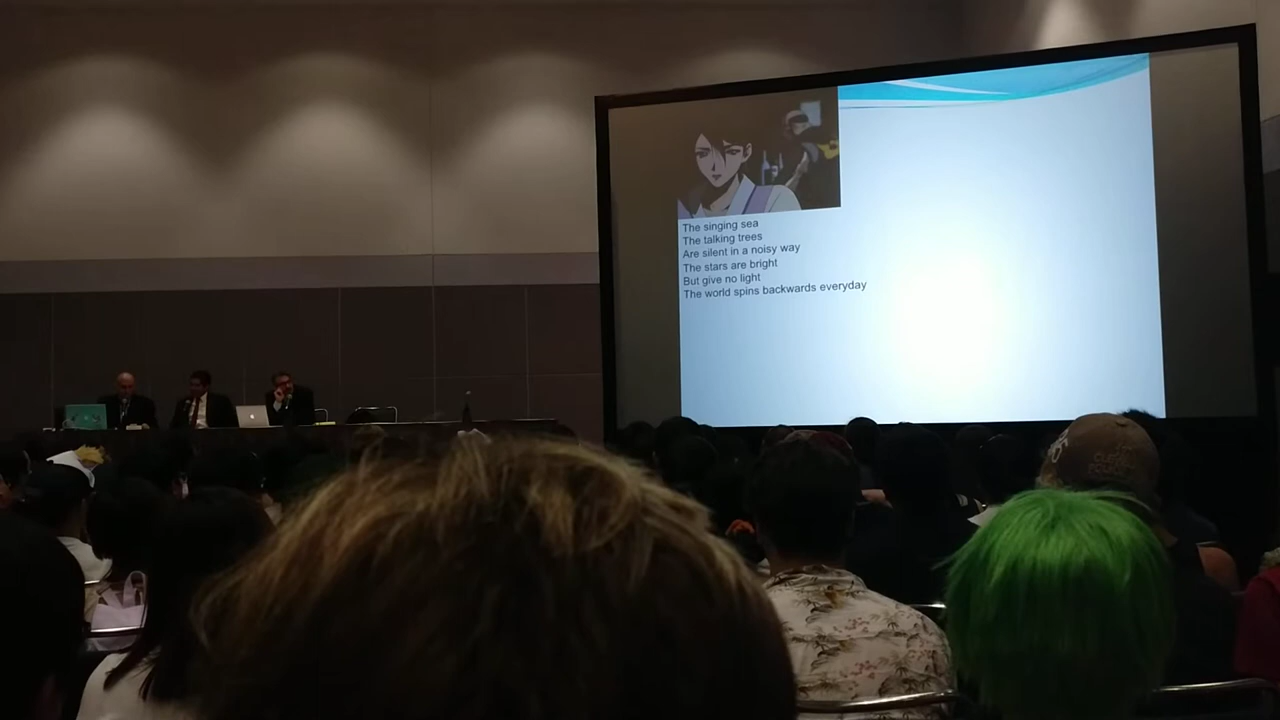 The singing sea
The talking trees
Are silent in a noisy way
The stars are bright
But give no light
The world spins backwards everyday